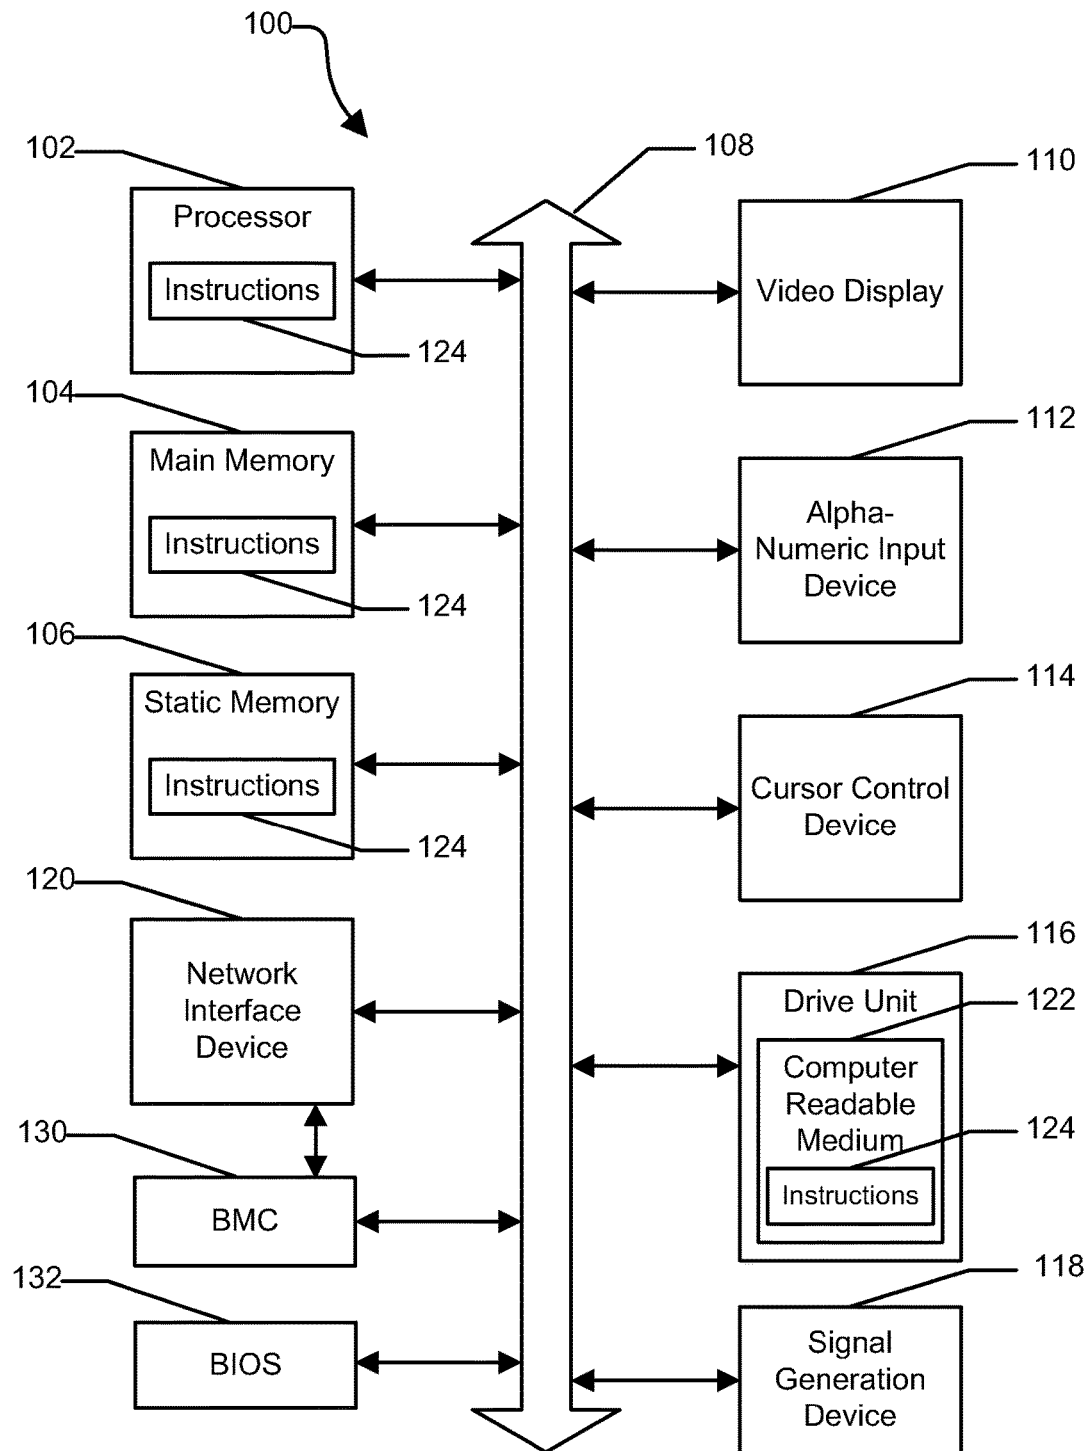 100
102
Processor
Instructions
124
104
Main Memory
Instructions
124
106
Static Memory
Instructions
124
120
Network
Interface
Device
130
BMC
132
BIOS
108
110
Video Display
112
Alpha-
Numeric Input
Device
114
Cursor Control
Device
116
Drive Unit
122
Computer
Readable
Medium
124
Instructions
118
Signal
Generation
Device